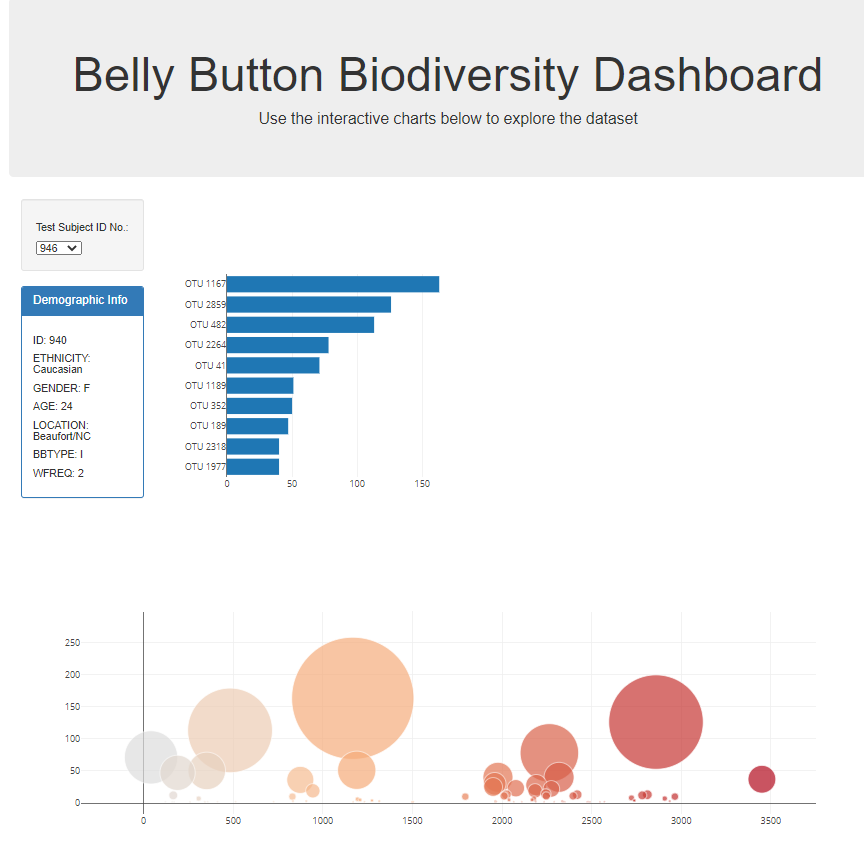 Belly Button Biodiversity Dashboard
Use the interactive charts below to explore the dataset
Test Subject ID No.:
946
Demographic Info
ID: 940
ETHNICITY:
Caucasian
GENDER: F
AGE: 24
LOCATION:
Beaufort/NC
BBTYPE: I
WFREQ: 2
OTU 1167
OTU 2859
OTU 482
OTU 2264
OTU 41
OTU 1189
OTU 352
OTU 189
OTU 2318
OTU 1977
0 50 100 150
250
200
150
100
50
0
0 500 1000 1500 2000 2500 3000 3500